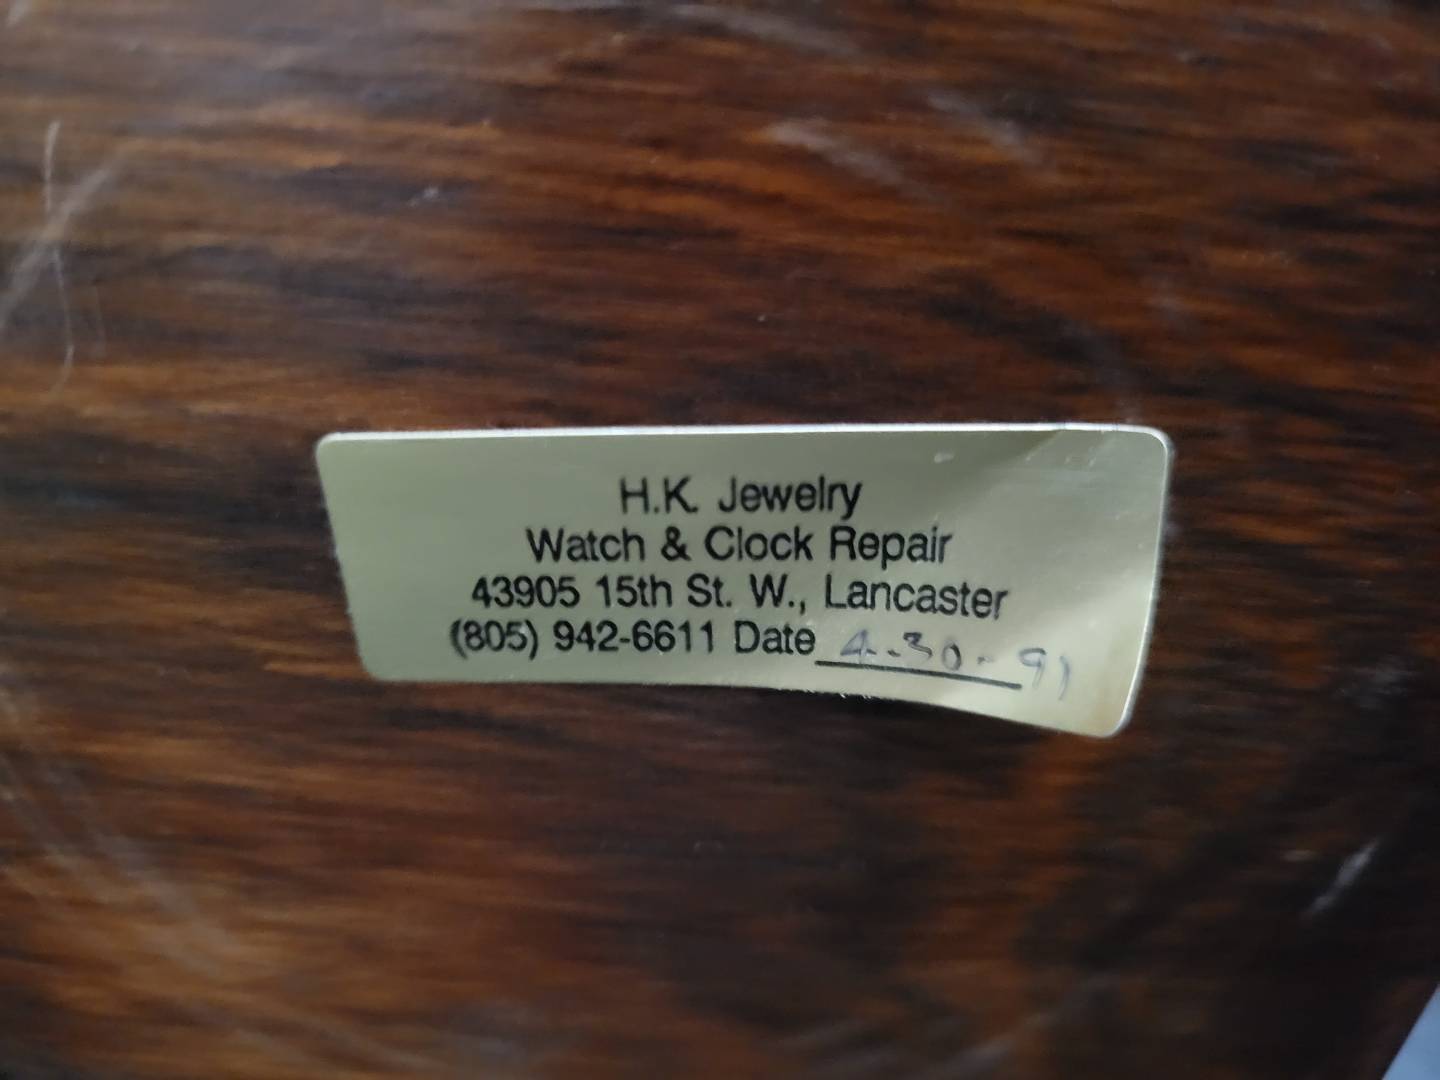 H.K. Jewelry
Watch & Clock Repair
43905 15th St. W., Lancaster
(805) 942-6611 Date 4-30-91